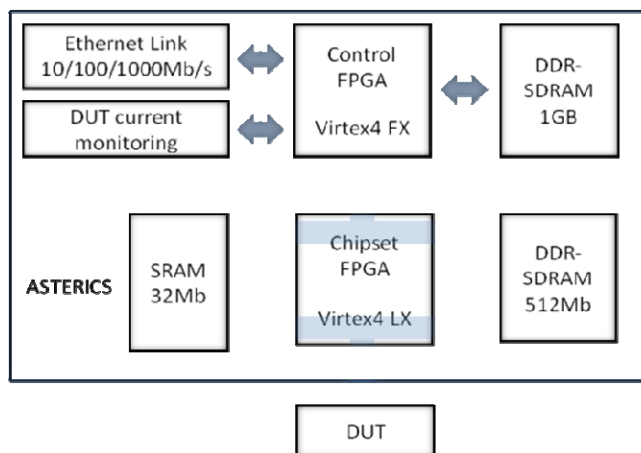 Ethernet Link
10/100/1000Mb/s
DUT current
monitoring
Control
FPGA
Virtex4 FX
DDR-
SDRAM
1GB
ASTERICS
SRAM
32Mb
Chipset
FPGA
Virtex4 LX
DDR-
SDRAM
512Mb
DUT